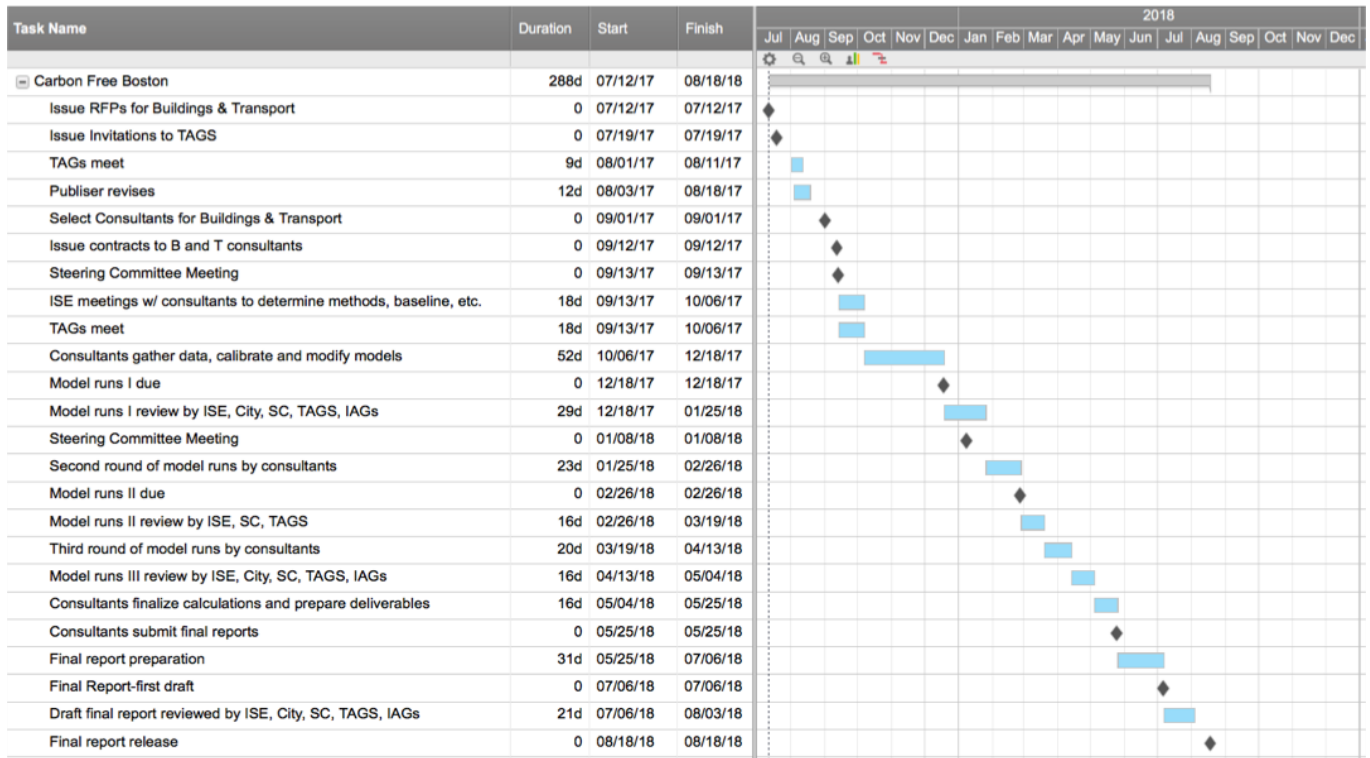 2018
Task Name Duration Start Finish
Jul Aug Sep Oct Nov Dec Jan Feb Mar Apr May Jun Jul Aug Sep Oct Nov Dec
Carbon Free Boston 288d 07/12/17 08/18/18
Issue RFPs for Buildings & Transport 0 07/12/17 07/12/17
Issue Invitations to TAGS 0 07/19/17 07/19/17
TAGs meet 9d 08/01/17 08/11/17
Publiser revises 12d 08/03/17 08/18/17
Select Consultants for Buildings & Transport 0 09/01/17 09/01/17
Issue contracts to B and T consultants 0 09/12/17 09/12/17
Steering Committee Meeting 0 09/13/17 09/13/17
ISE meetings w/ consultants to determine methods, baseline, etc. 18d 09/13/17 10/06/17
TAGs meet 18d 09/13/17 10/06/17
Consultants gather data, calibrate and modify models 52d 10/06/17 12/18/17
Model runs I due 0 12/18/17 12/18/17
Model runs I review by ISE, City, SC, TAGS, IAGs 29d 12/18/17 01/25/18
Steering Committee Meeting 0 01/08/18 01/08/18
Second round of model runs by consultants 23d 01/25/18 02/26/18
Model runs II due 0 02/26/18 02/26/18
Model runs II review by ISE, SC, TAGS 16d 02/26/18 03/19/18
Third round of model runs by consultants 20d 03/19/18 04/13/18
Model runs III review by ISE, City, SC, TAGS, IAGs 16d 04/13/18 05/04/18
Consultants finalize calculations and prepare deliverables 16d 05/04/18 05/25/18
Consultants submit final reports 0 05/25/18 05/25/18
Final report preparation 31d 05/25/18 07/06/18
Final Report-first draft 0 07/06/18 07/06/18
Draft final report reviewed by ISE, City, SC, TAGS, IAGs 21d 07/06/18 08/03/18
Final report release 0 08/18/18 08/18/18